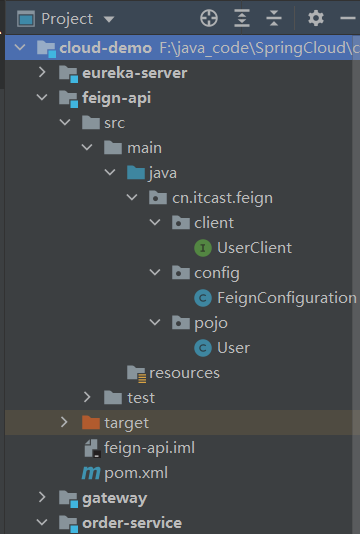 Project
cloud-demo F:\java_code\SpringCloud\c
eureka-server
feign-api
src
main
java
cn.itcast.feign
client
I UserClient
config
C FeignConfiguration
pojo
C User
resources
test
target
feign-api.iml
m pom.xml
gateway
order-service